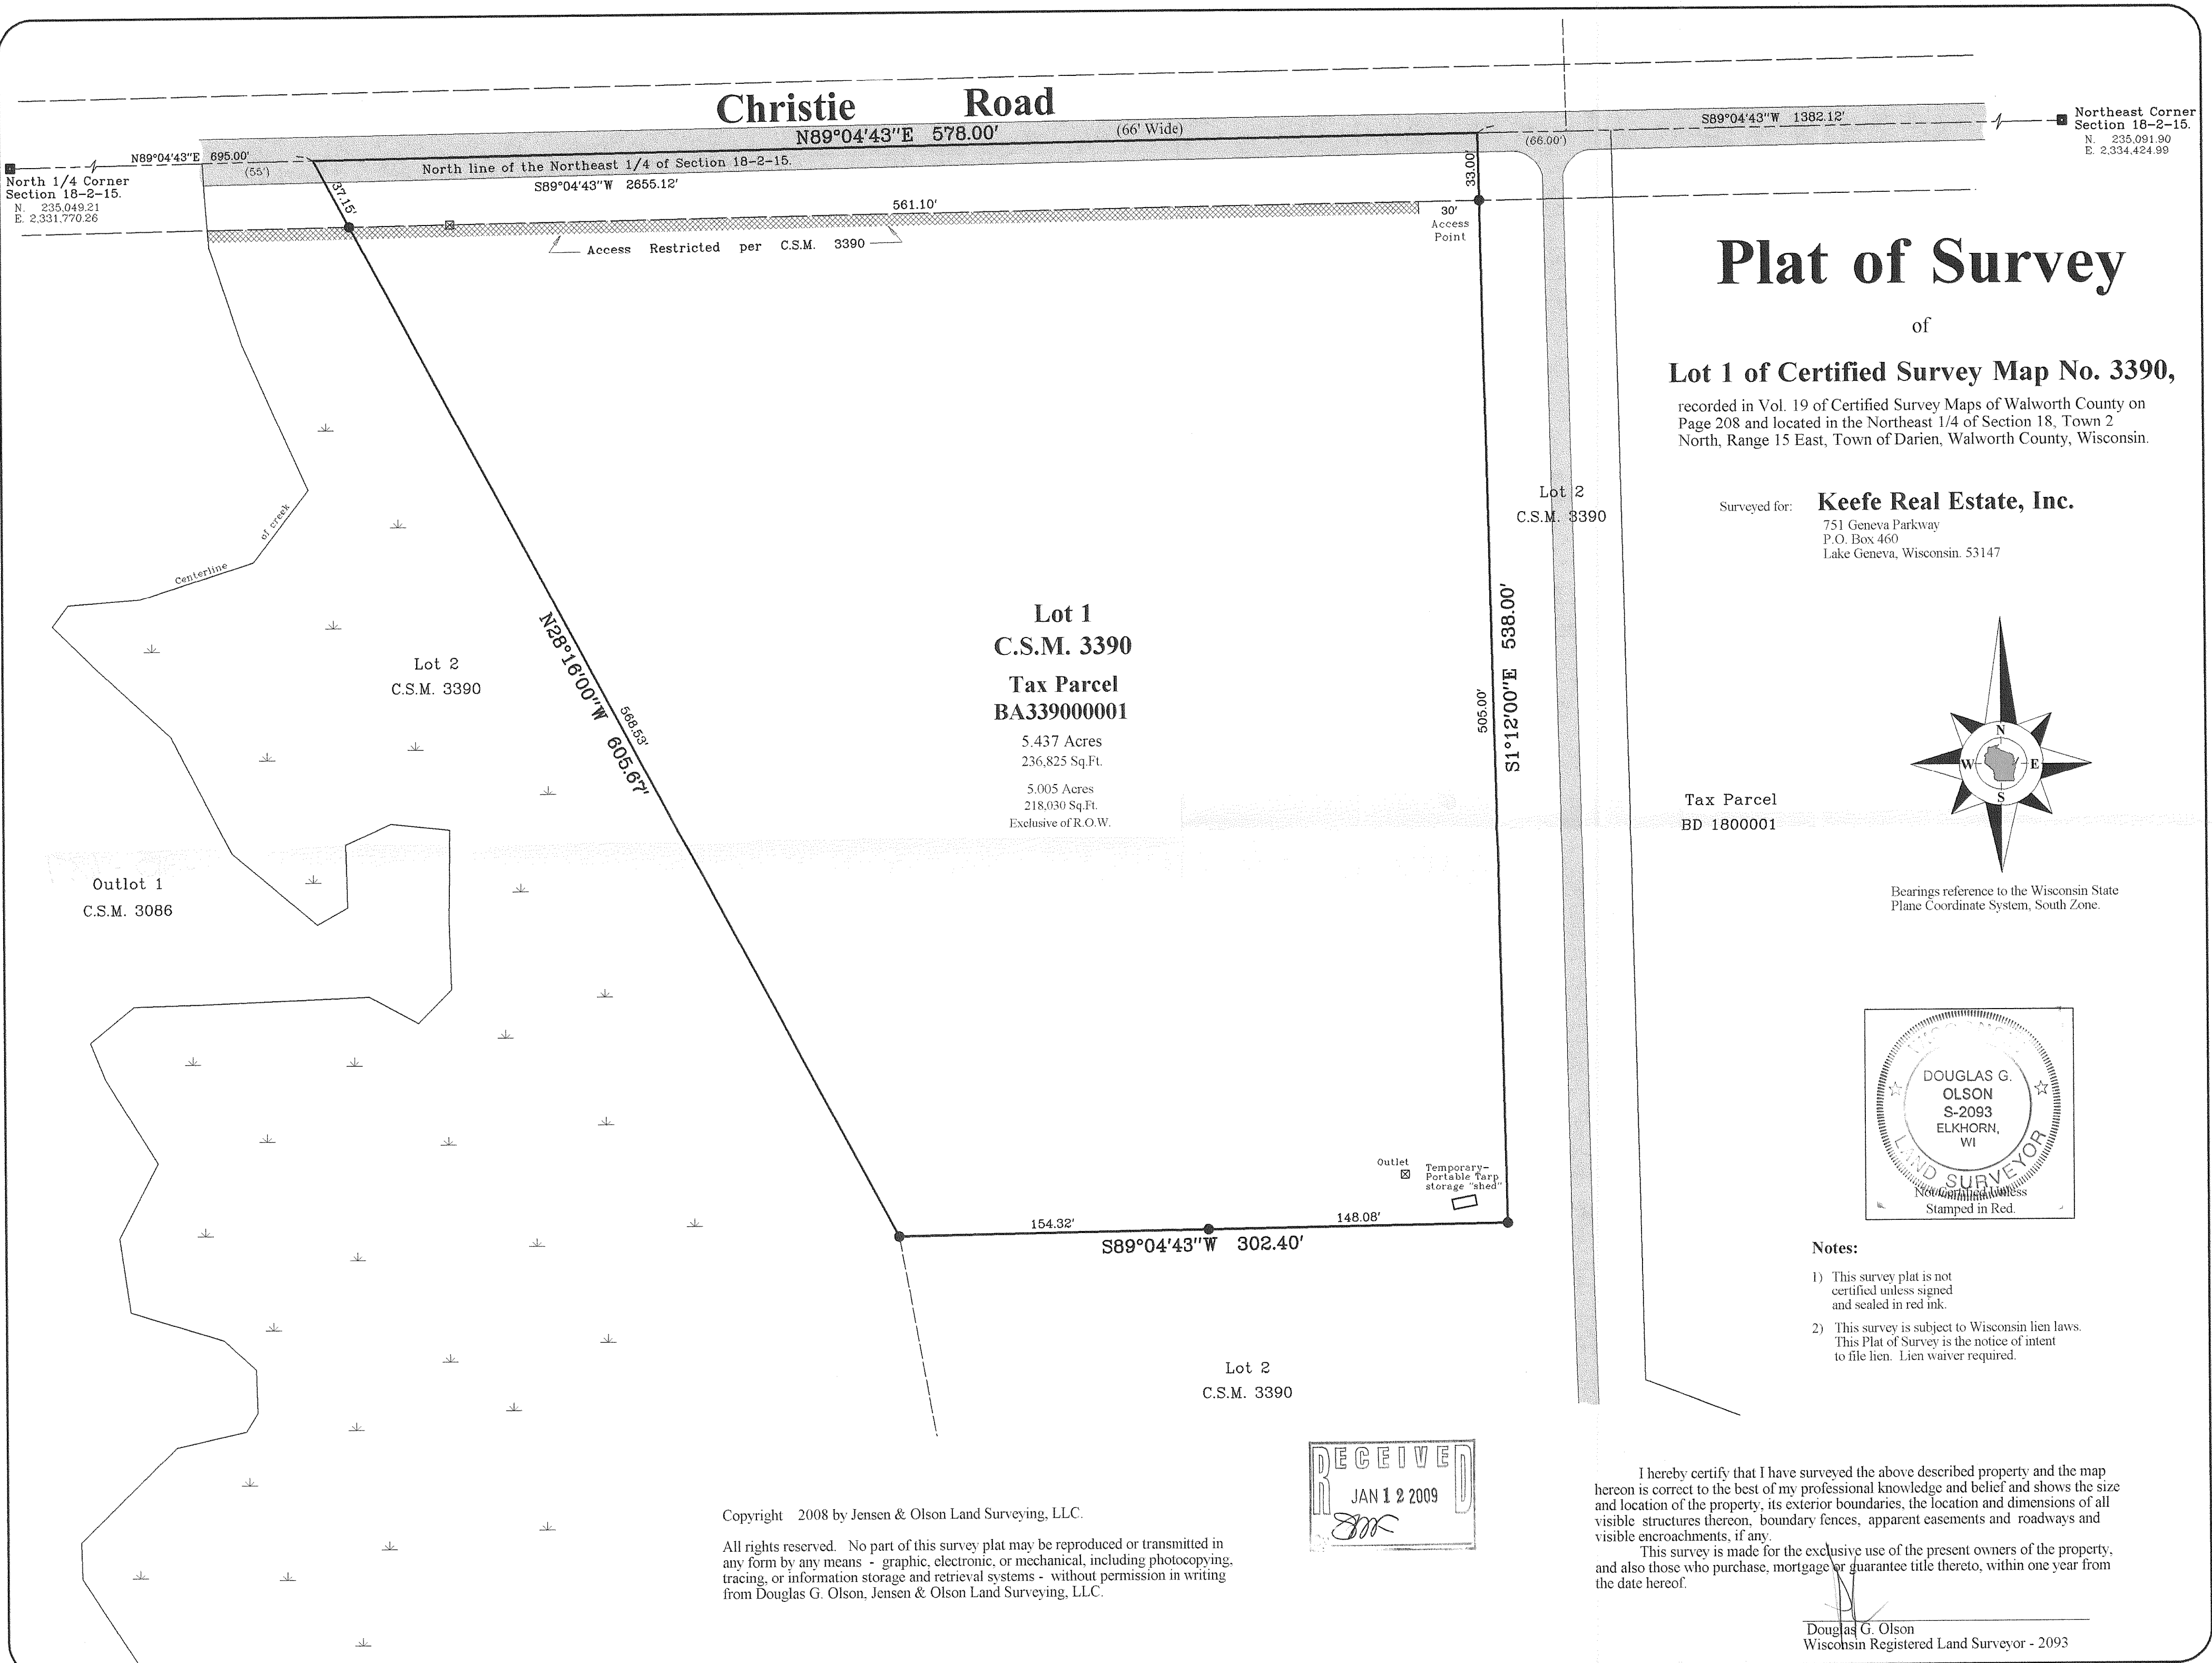 Christie Road
N89°04'43"E 578.00'
(66' Wide)
S89°04'43"W 1382.12'
Northeast Corner
Section 18-2-15.
N. 235,091.90
E. 2,334,424.99
(66.00')
N89°04'43"E 695.00'
(55')
North line of the Northeast 1/4 of Section 18-2-15.
S89°04'43"W 2655.12'
North 1/4 Corner
Section 18-2-15.
N. 235,049.21
E. 2,331,770.26
37.15'
33.00'
561.10'
30'
Access
Point
Access Restricted per C.S.M. 3390
Plat of Survey
of
Lot 1 of Certified Survey Map No. 3390,
recorded in Vol. 19 of Certified Survey Maps of Walworth County on
Page 208 and located in the Northeast 1/4 of Section 18, Town 2
North, Range 15 East, Town of Darien, Walworth County, Wisconsin.
Surveyed for: Keefe Real Estate, Inc.
751 Geneva Parkway
P.O. Box 460
Lake Geneva, Wisconsin. 53147
Lot 2
C.S.M. 3390
Centerline of creek
Lot 2
C.S.M. 3390
N28°16'00"W 605.67'
568.53'
Lot 1
C.S.M. 3390
Tax Parcel
BA339000001
5.437 Acres
236,825 Sq.Ft.
5.005 Acres
218,030 Sq.Ft.
Exclusive of R.O.W.
505.00'
S1°12'00"E 538.00'
Tax Parcel
BD 1800001
N
W E
S
Bearings reference to the Wisconsin State
Plane Coordinate System, South Zone.
Outlot 1
C.S.M. 3086
DOUGLAS G.
OLSON
S-2093
ELKHORN,
WI
LAND SURVEYOR
Not Certified Unless
Stamped in Red.
Outlet
Temporary-
Portable Tarp
storage "shed"
154.32'
148.08'
S89°04'43"W 302.40'
Notes:
1) This survey plat is not
certified unless signed
and sealed in red ink.
2) This survey is subject to Wisconsin lien laws.
This Plat of Survey is the notice of intent
to file lien. Lien waiver required.
Lot 2
C.S.M. 3390
RECEIVED
JAN 12 2009
Copyright 2008 by Jensen & Olson Land Surveying, LLC.
All rights reserved. No part of this survey plat may be reproduced or transmitted in
any form by any means - graphic, electronic, or mechanical, including photocopying,
tracing, or information storage and retrieval systems - without permission in writing
from Douglas G. Olson, Jensen & Olson Land Surveying, LLC.
I hereby certify that I have surveyed the above described property and the map
hereon is correct to the best of my professional knowledge and belief and shows the size
and location of the property, its exterior boundaries, the location and dimensions of all
visible structures thereon, boundary fences, apparent easements and roadways and
visible encroachments, if any.
This survey is made for the exclusive use of the present owners of the property,
and also those who purchase, mortgage or guarantee title thereto, within one year from
the date hereof.
Douglas G. Olson
Wisconsin Registered Land Surveyor - 2093